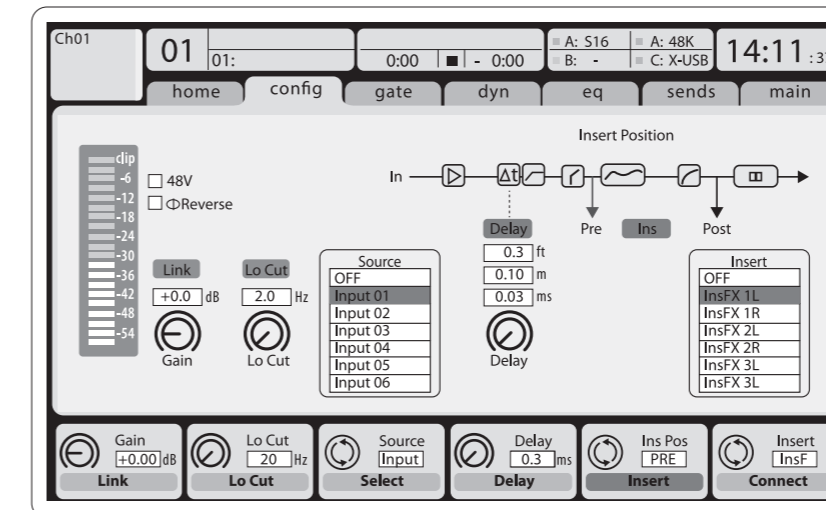 Ch01
01
01:
0:00 - 0:00
A: S16
B: -
A: 48K
C: X-USB
14:11 :3
home config gate dyn eq sends main
Insert Position
clip
-6
-12
-18
-24
-30
-36
-42
-48
-54
48V
ΦReverse
In
Δt
Pre Ins Post
Delay
0.3 ft
0.10 m
0.03 ms
Delay
Link
+0.0 dB
Gain
Lo Cut
2.0 Hz
Lo Cut
Source
OFF
Input 01
Input 02
Input 03
Input 04
Input 05
Input 06
Insert
OFF
InsFX 1L
InsFX 1R
InsFX 2L
InsFX 2R
InsFX 3L
InsFX 3L
Gain
+0.00 dB
Link
Lo Cut
20 Hz
Lo Cut
Source
Input
Select
Delay
0.3 ms
Delay
Ins Pos
PRE
Insert
Insert
InsF
Connect